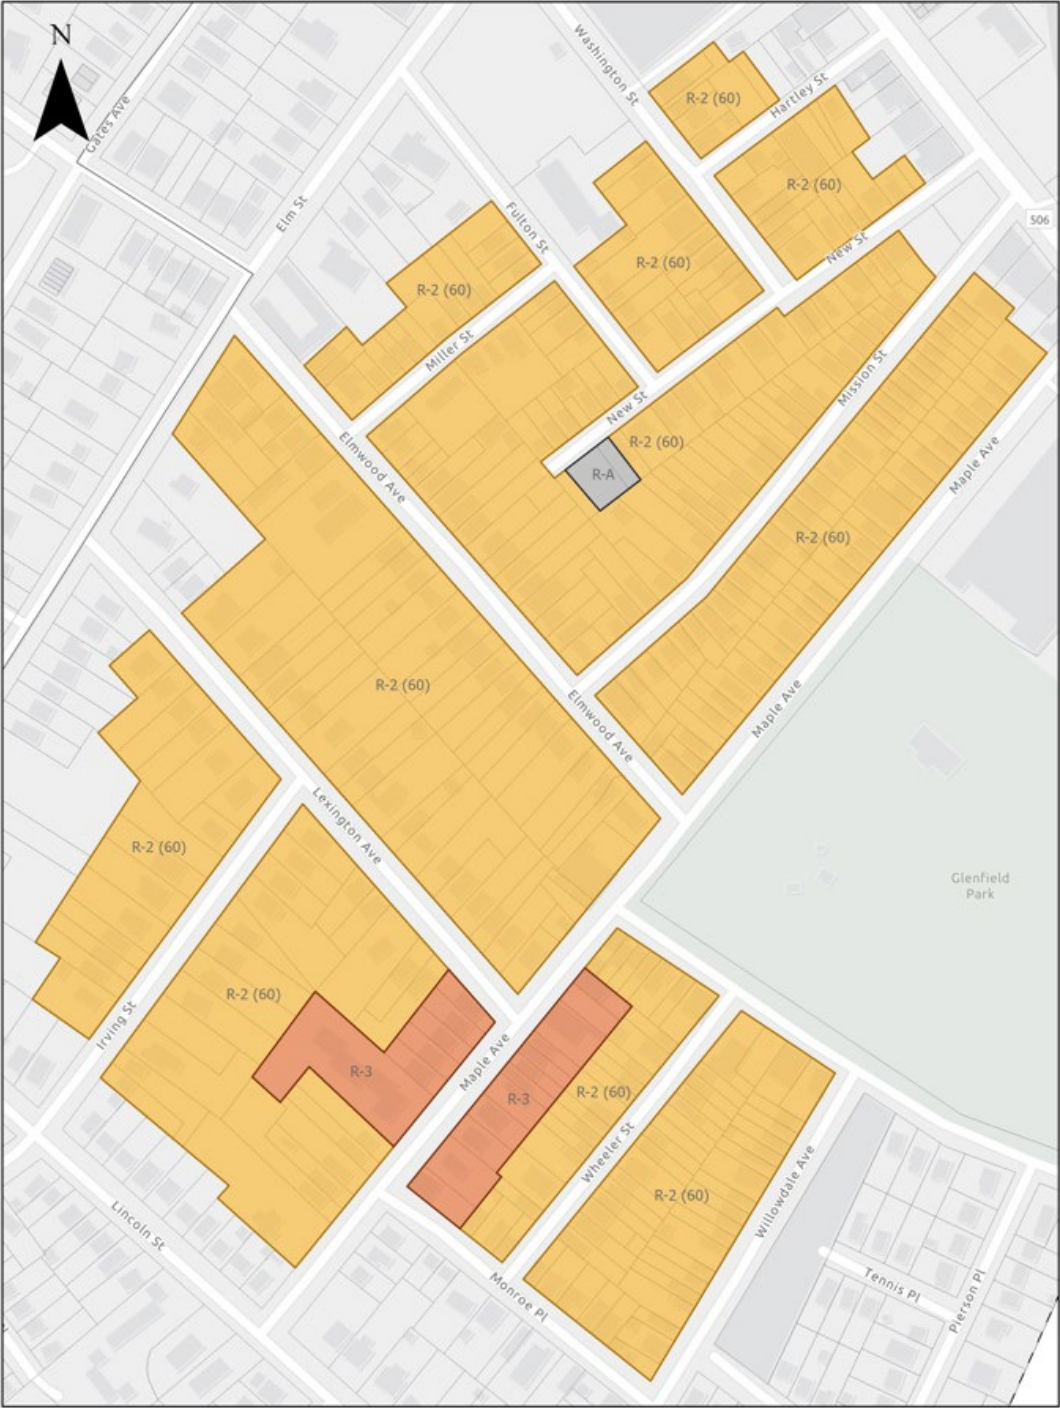 N
Washington St
R-2 (60)
Hartley St
Gates Ave
R-2 (60)
Elm St
Fulton St
506
New St
R-2 (60)
R-2 (60)
Miller St
Mission St
New St
R-2 (60)
Elmwood Ave
R-A
Maple Ave
R-2 (60)
R-2 (60)
Elmwood Ave
Maple Ave
Lexington Ave
R-2 (60)
Glenfield
Park
R-2 (60)
Irving St
R-3
Maple Ave
R-3
R-2 (60)
Wheeler St
R-2 (60)
Willowdale Ave
Lincoln St
Monroe Pl
Tennis Pl
Pierson Pl